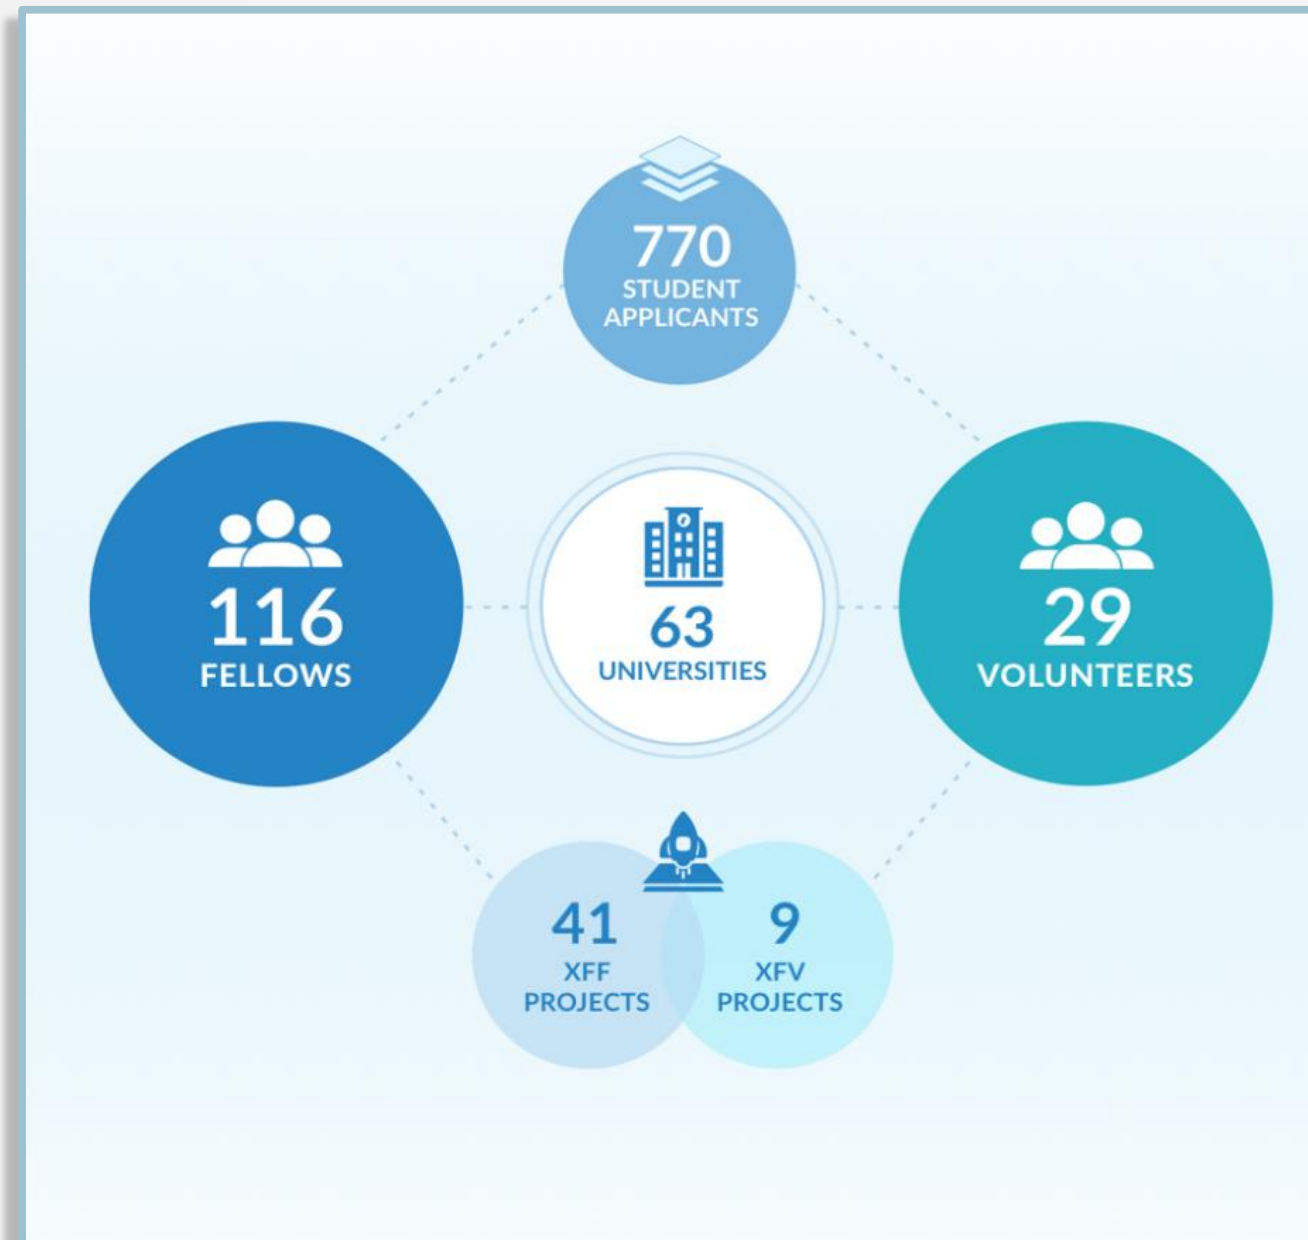 770
STUDENT
APPLICANTS
116
FELLOWS
63
UNIVERSITIES
29
VOLUNTEERS
41
XFF
PROJECTS
9
XFV
PROJECTS